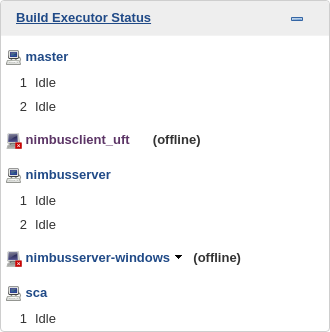 Build Executor Status
master
1 Idle
2 Idle
nimbusclient_uft (offline)
nimbusserver
1 Idle
2 Idle
nimbusserver-windows (offline)
sca
1 Idle